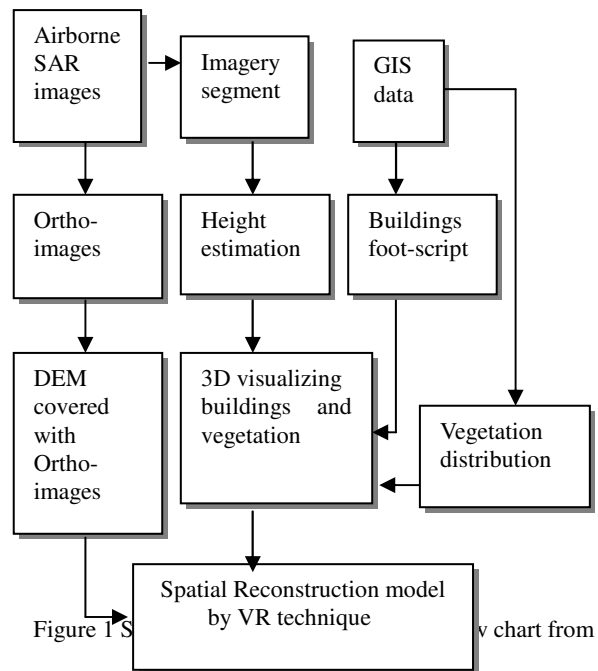 Airborne
SAR
images
Imagery
segment
GIS
data
Ortho-
images
Height
estimation
Buildings
foot-script
DEM
covered
with
Ortho-
images
3D visualizing
buildings and
vegetation
Vegetation
distribution
Spatial Reconstruction model
by VR technique
Figure 1 S chart from